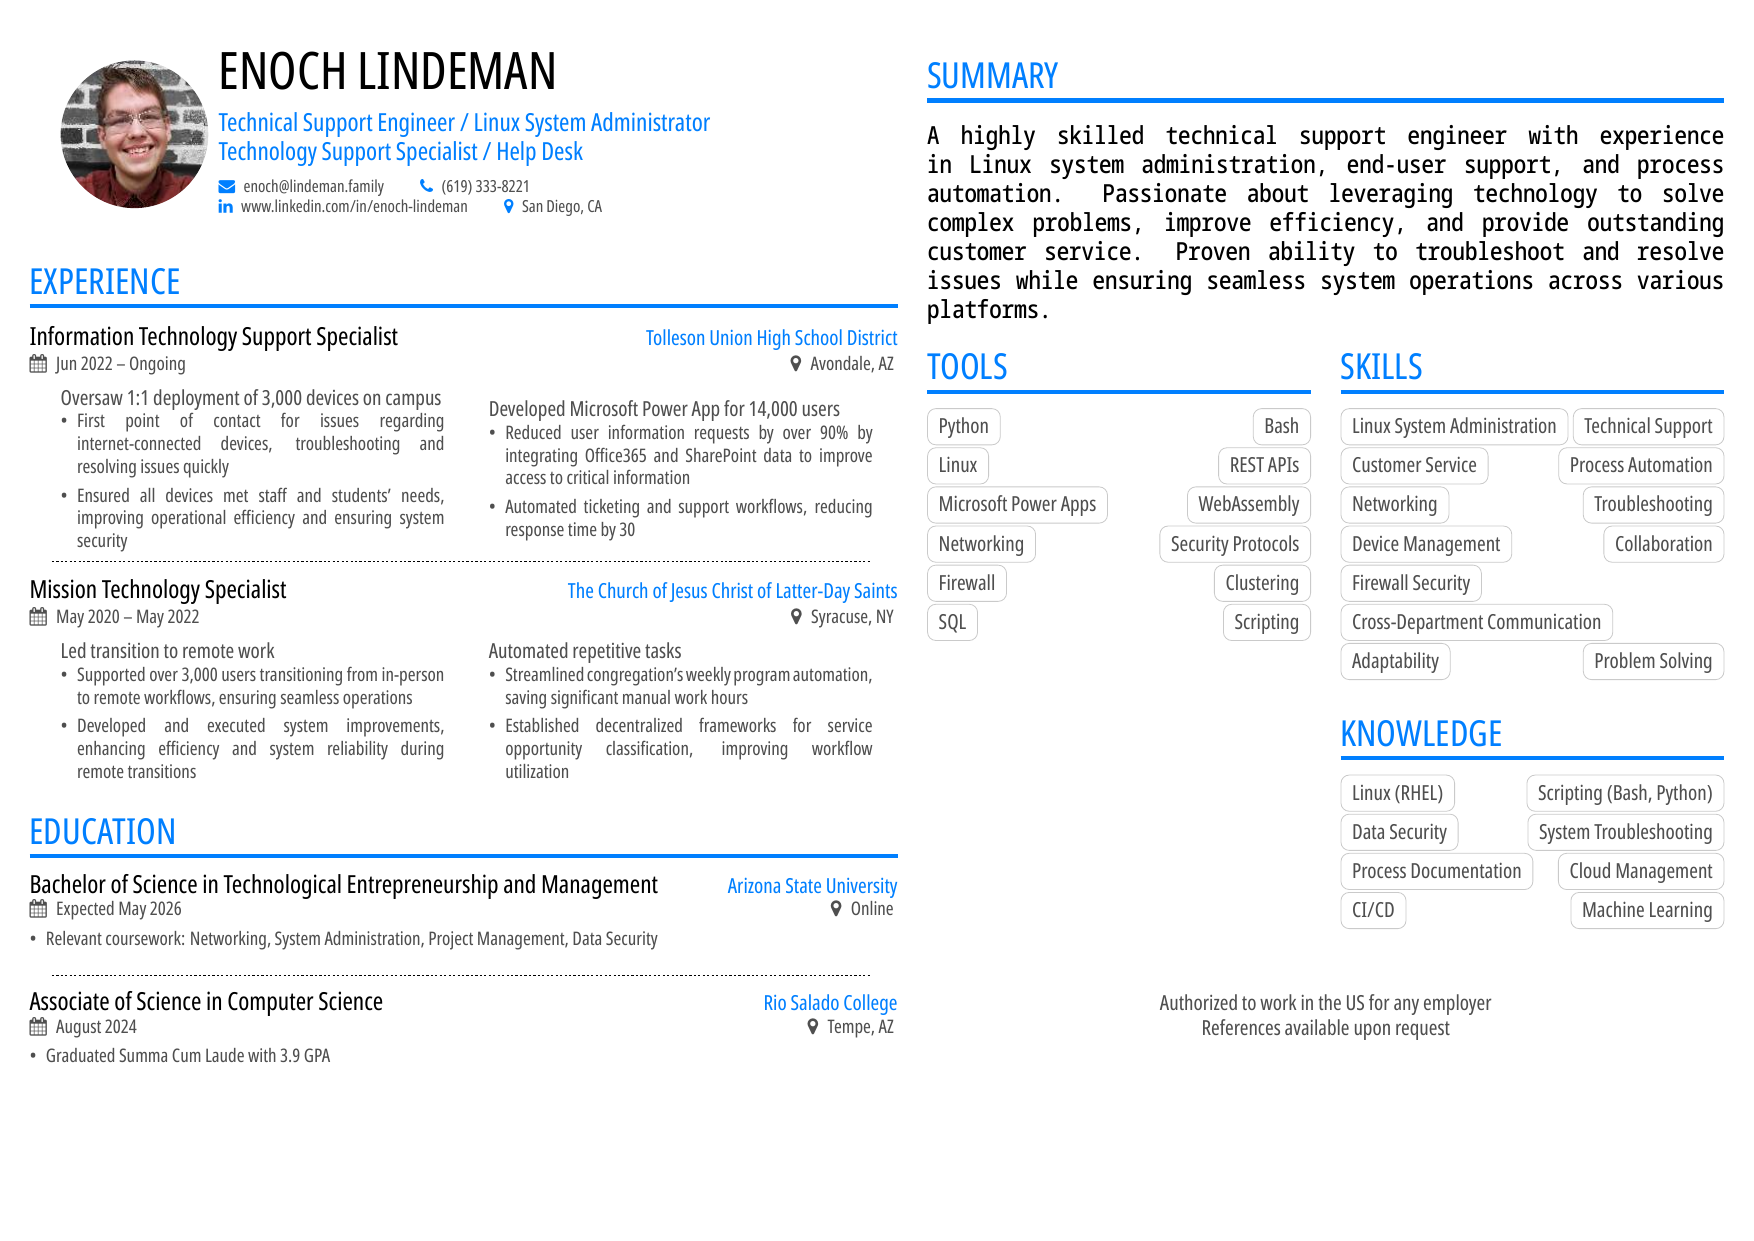 ENOCH LINDEMAN
Technical Support Engineer / Linux System Administrator
Technology Support Specialist / Help Desk
enoch@lindeman.family (619) 333-8221
www.linkedin.com/in/enoch-lindeman San Diego, CA
EXPERIENCE
Information Technology Support Specialist Tolleson Union High School District
Jun 2022 – Ongoing Avondale, AZ
Oversaw 1:1 deployment of 3,000 devices on campus
• First point of contact for issues regarding
internet-connected devices, troubleshooting and
resolving issues quickly
• Ensured all devices met staff and students’ needs,
improving operational efficiency and ensuring system
security
Developed Microsoft Power App for 14,000 users
• Reduced user information requests by over 90% by
integrating Office365 and SharePoint data to improve
access to critical information
• Automated ticketing and support workflows, reducing
response time by 30
Mission Technology Specialist The Church of Jesus Christ of Latter-Day Saints
May 2020 – May 2022 Syracuse, NY
Led transition to remote work
• Supported over 3,000 users transitioning from in-person
to remote workflows, ensuring seamless operations
• Developed and executed system improvements,
enhancing efficiency and system reliability during
remote transitions
Automated repetitive tasks
• Streamlined congregation’s weekly program automation,
saving significant manual work hours
• Established decentralized frameworks for service
opportunity classification, improving workflow
utilization
EDUCATION
Bachelor of Science in Technological Entrepreneurship and Management Arizona State University
Expected May 2026 Online
• Relevant coursework: Networking, System Administration, Project Management, Data Security
Associate of Science in Computer Science Rio Salado College
August 2024 Tempe, AZ
• Graduated Summa Cum Laude with 3.9 GPA
SUMMARY
A highly skilled technical support engineer with experience
in Linux system administration, end-user support, and process
automation. Passionate about leveraging technology to solve
complex problems, improve efficiency, and provide outstanding
customer service. Proven ability to troubleshoot and resolve
issues while ensuring seamless system operations across various
platforms.
TOOLS
Python Bash
Linux REST APIs
Microsoft Power Apps WebAssembly
Networking Security Protocols
Firewall Clustering
SQL Scripting
SKILLS
Linux System Administration Technical Support
Customer Service Process Automation
Networking Troubleshooting
Device Management Collaboration
Firewall Security
Cross-Department Communication
Adaptability Problem Solving
KNOWLEDGE
Linux (RHEL) Scripting (Bash, Python)
Data Security System Troubleshooting
Process Documentation Cloud Management
CI/CD Machine Learning
Authorized to work in the US for any employer
References available upon request